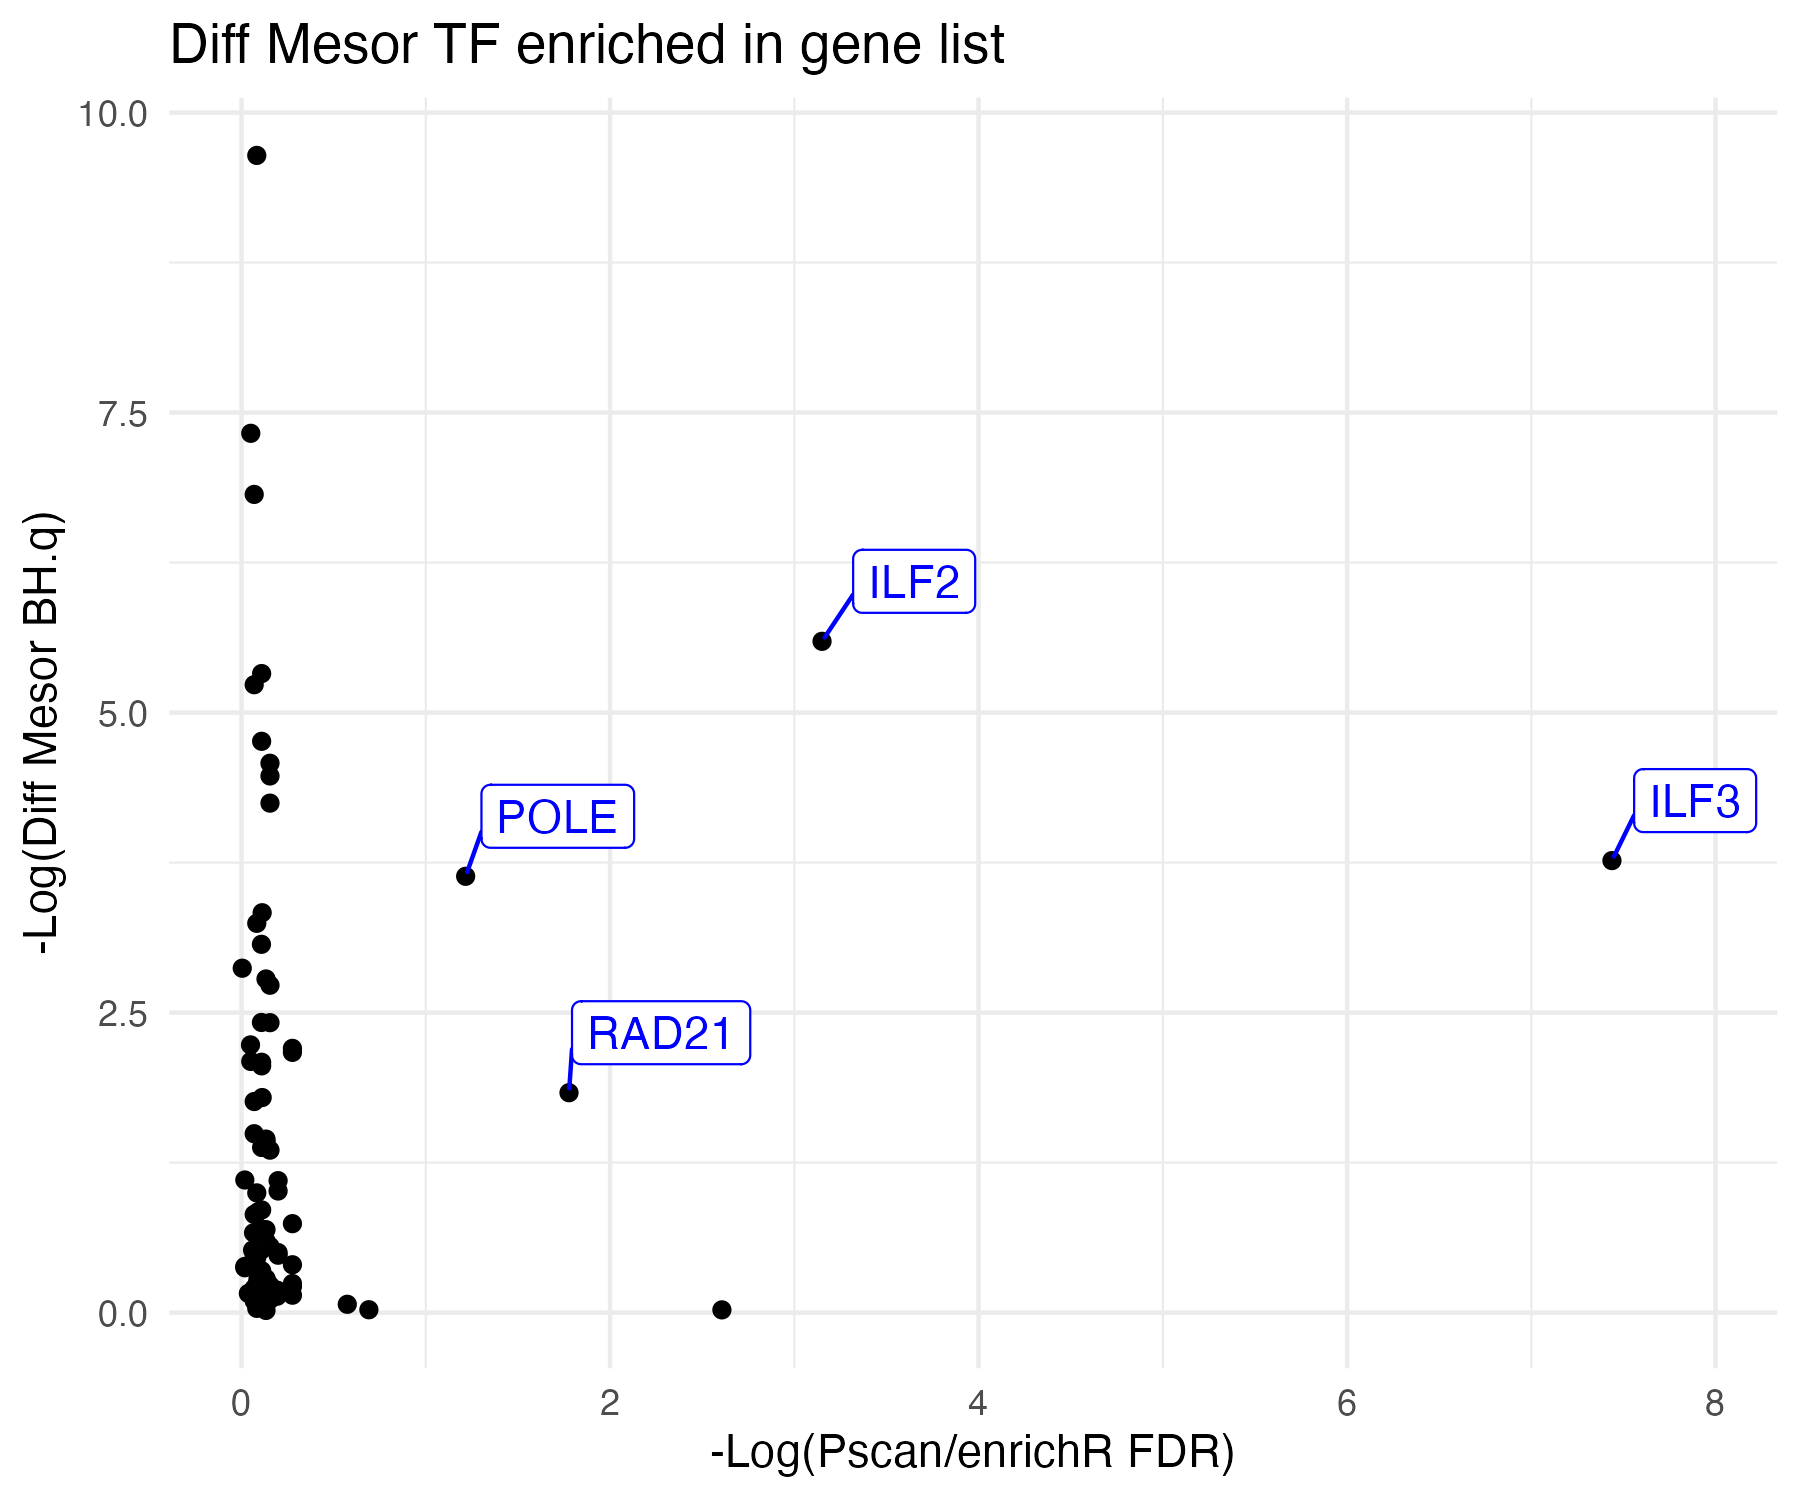 Diff Mesor TF enriched in gene list
-Log(Diff Mesor BH.q)
10.0
7.5
5.0
2.5
0.0
ILF2
ILF3
POLE
RAD21
0
2
4
6
8
-Log(Pscan/enrichR FDR)